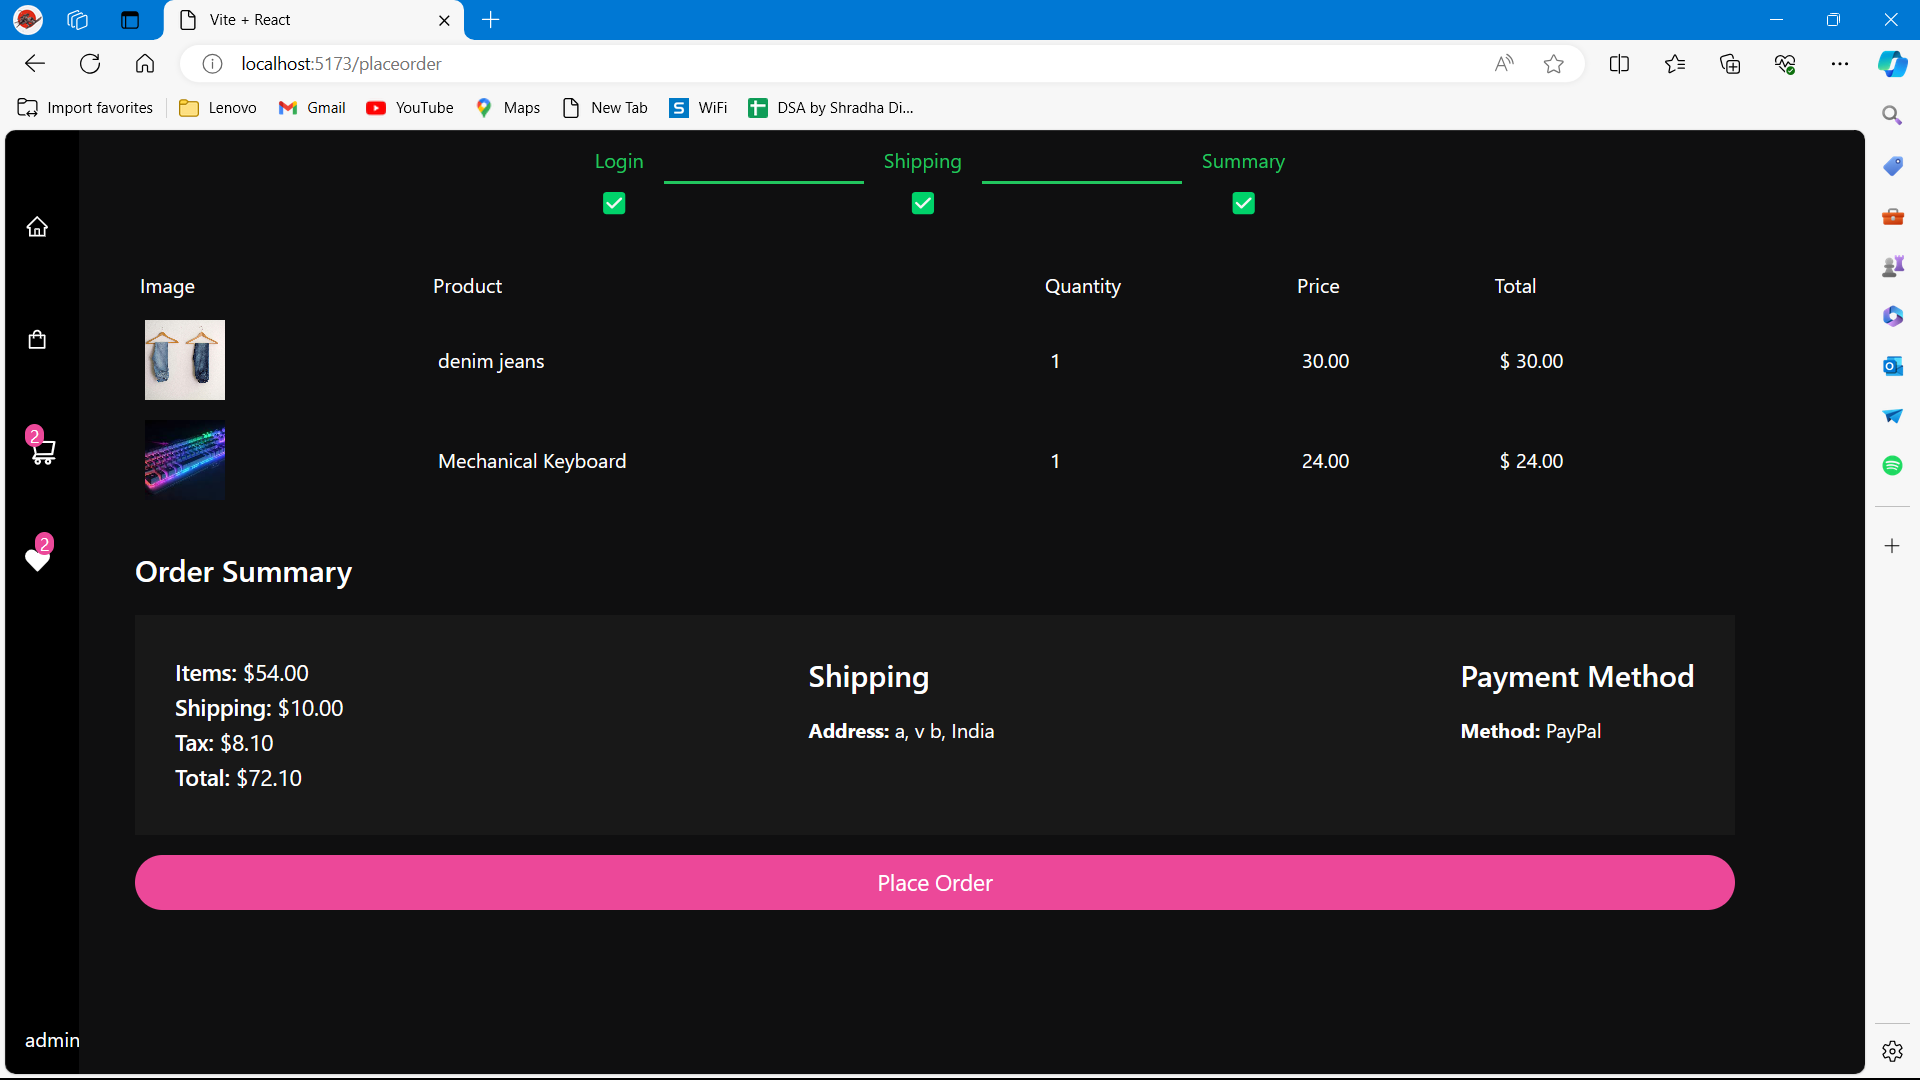 Vite + React
localhost:5173/placeorder
Import favorites Lenovo Gmail YouTube Maps New Tab WiFi DSA by Shradha Di...
Login Shipping Summary
Image Product Quantity Price Total
denim jeans 1 30.00 $ 30.00
Mechanical Keyboard 1 24.00 $ 24.00
2
2
Order Summary
Items: $54.00
Shipping: $10.00
Tax: $8.10
Total: $72.10
Shipping
Address: a, v b, India
Payment Method
Method: PayPal
Place Order
admin